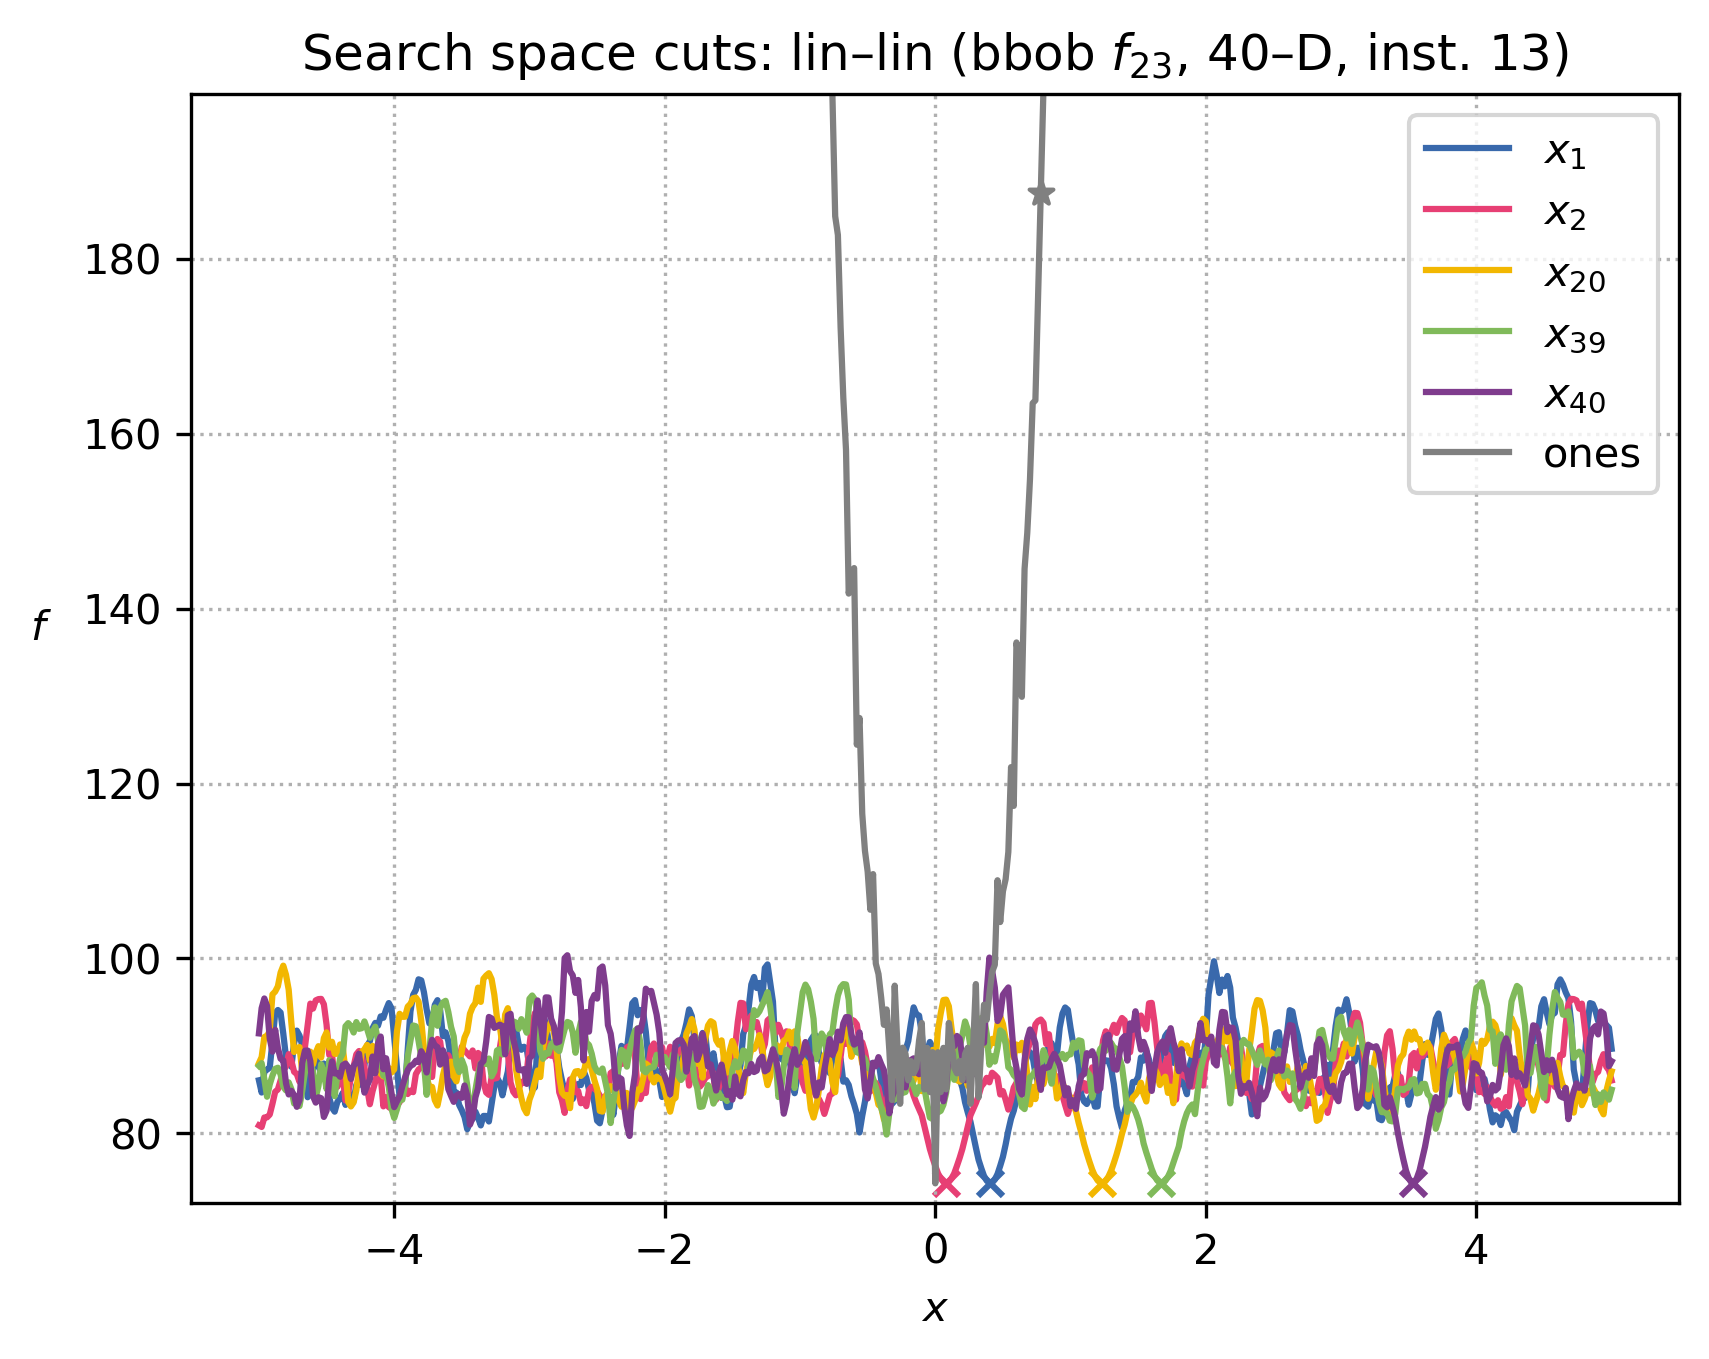 Search space cuts: lin–lin (bbob f₂₃, 40–D, inst. 13)
x₁
x₂
x₂₀
x₃₉
x₄₀
ones
180
160
140
120
100
80
f
−4 −2 0 2 4
x